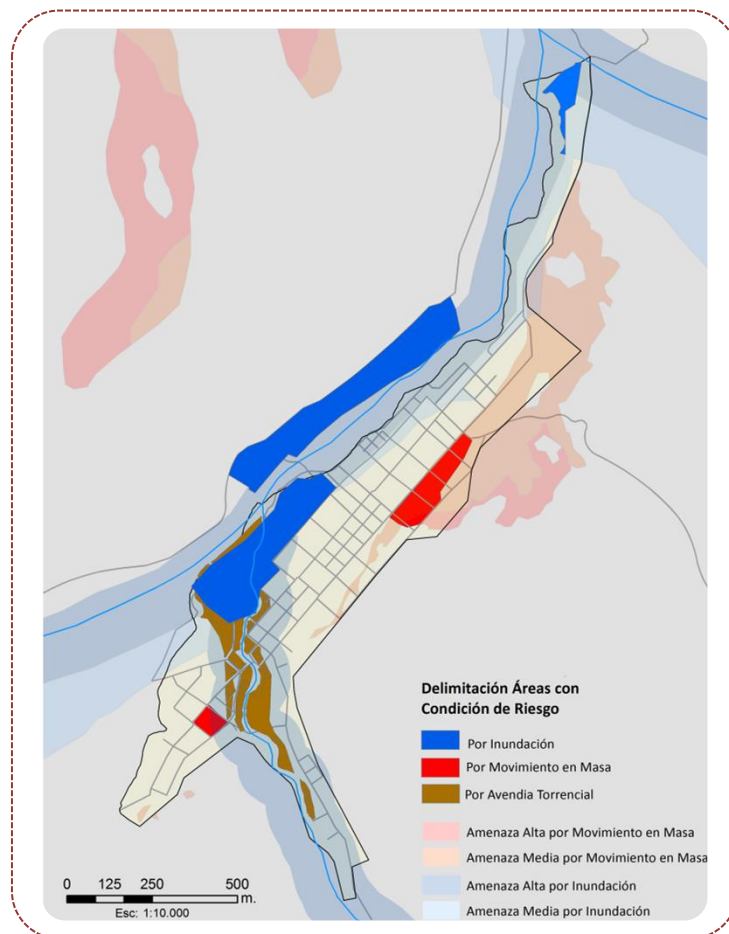 Delimitación Áreas con
Condición de Riesgo
Por Inundación
Por Movimiento en Masa
Por Avendia Torrencial
Amenaza Alta por Movimiento en Masa
Amenaza Media por Movimiento en Masa
Amenaza Alta por Inundación
Amenaza Media por Inundación
0 125 250 500
m.
Esc: 1:10.000